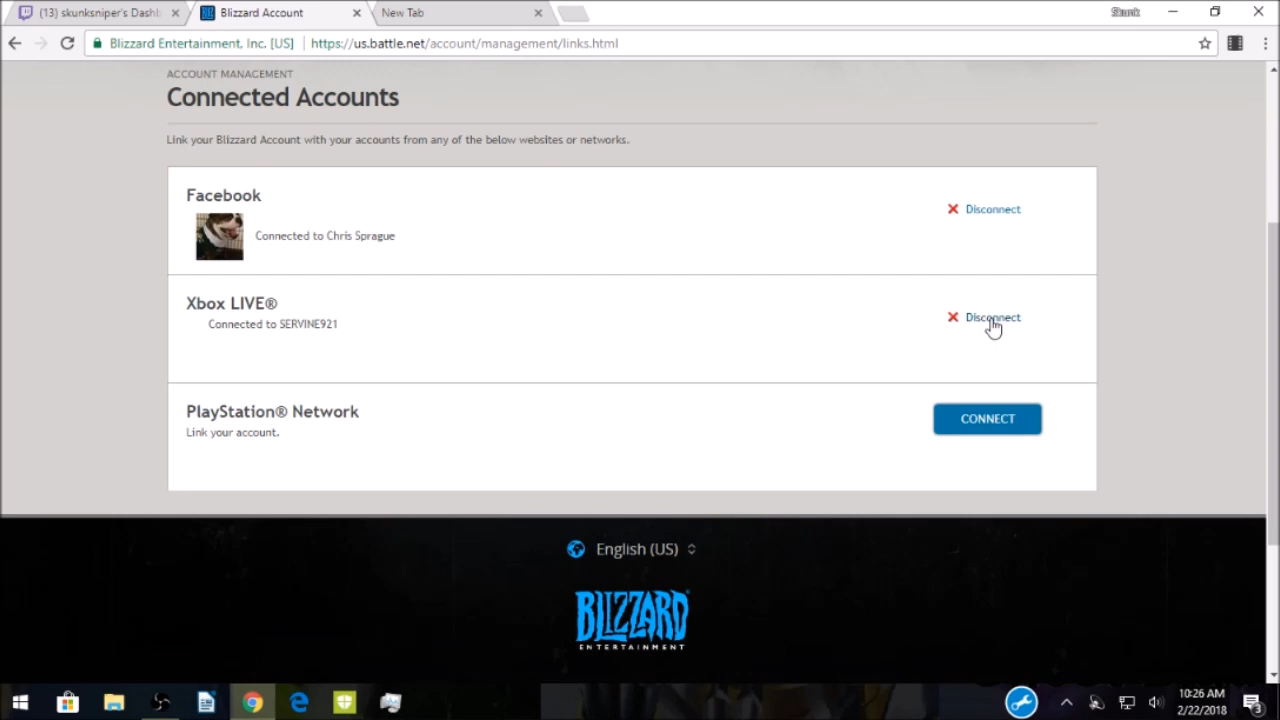 (13) skunksniper's Dashb
Blizzard Account
New Tab
Skunk
Blizzard Entertainment, Inc. [US]
https://us.battle.net/account/management/links.html
ACCOUNT MANAGEMENT
Connected Accounts
Link your Blizzard Account with your accounts from any of the below websites or networks.
Facebook
Disconnect
Connected to Chris Sprague
Xbox LIVE®
Disconnect
Connected to SERVINE921
PlayStation® Network
CONNECT
Link your account.
English (US)
BLIZZARD
ENTERTAINMENT
10:26 AM
2/22/2018
3